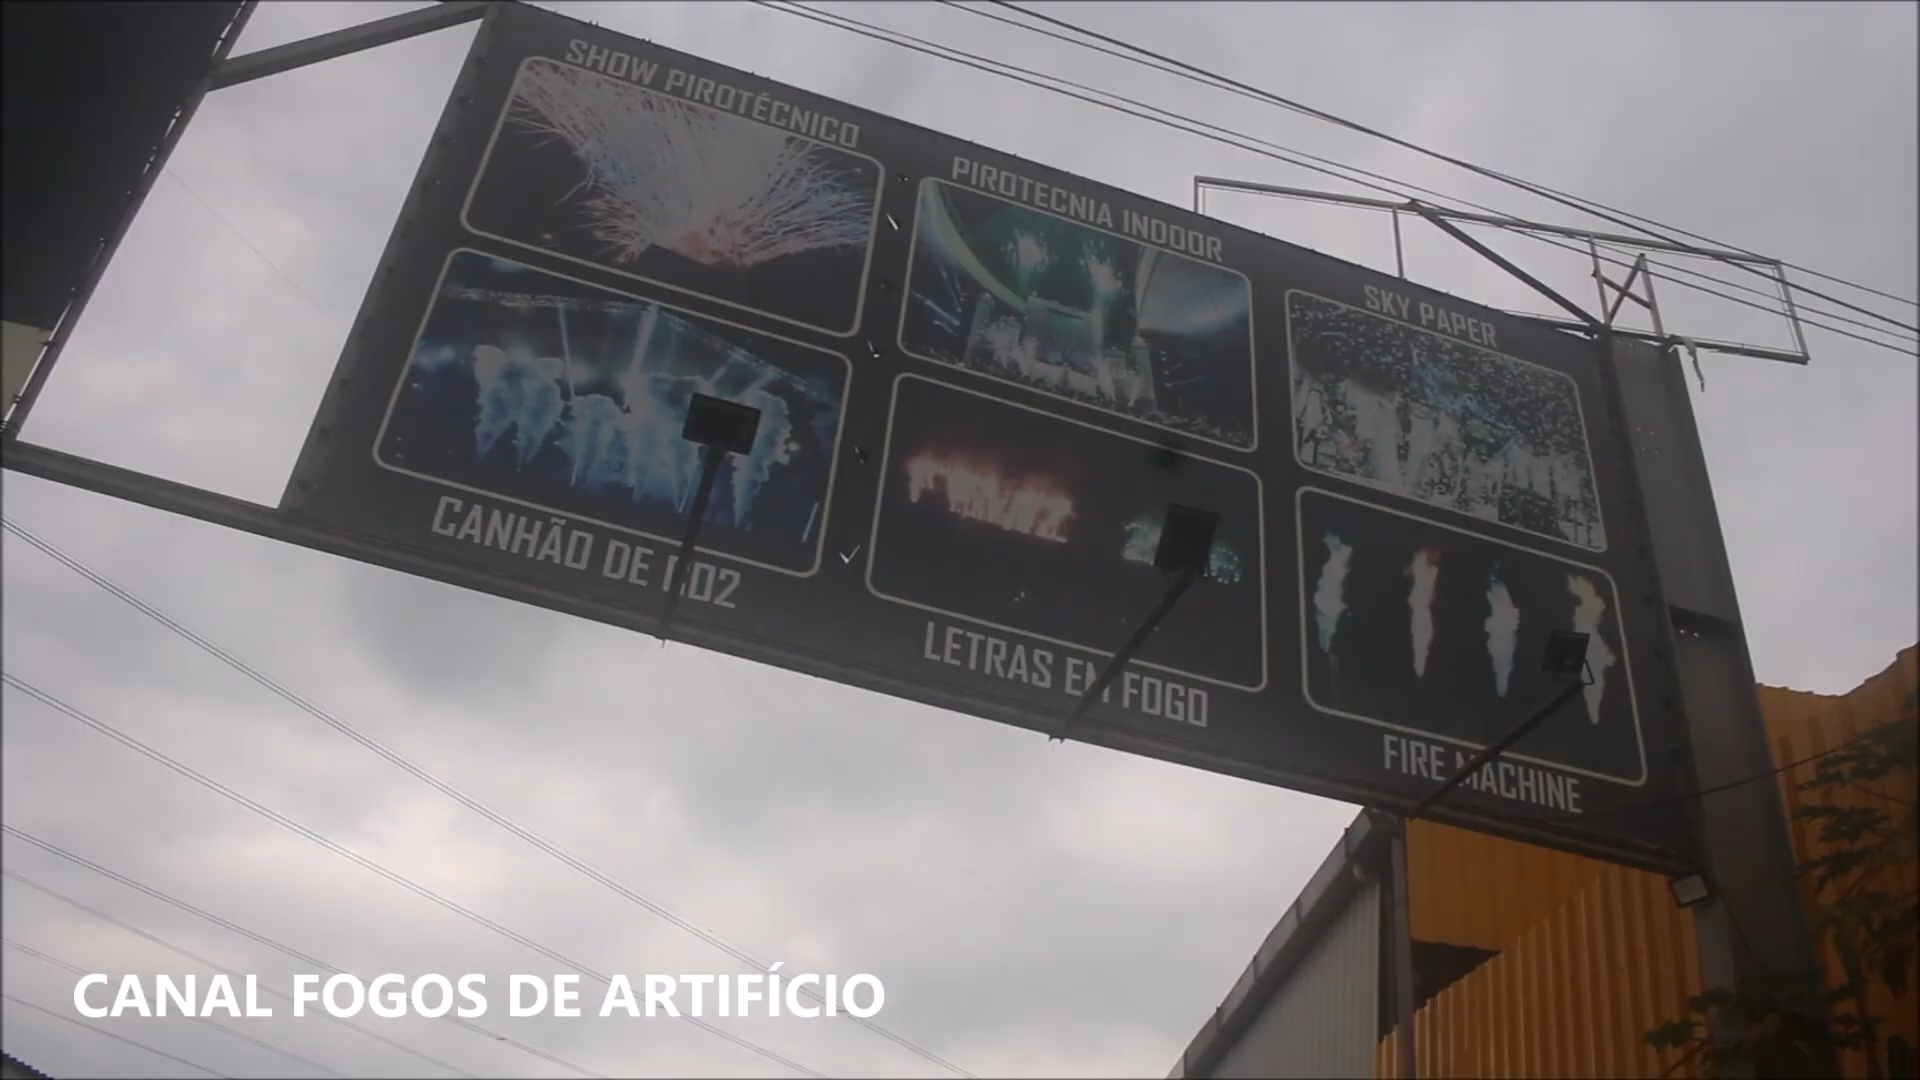 SHOW PIROTÉCNICO
PIROTECNIA INDOOR
SKY PAPER
CANHÃO DE CO2
LETRAS EM FOGO
FIRE MACHINE
CANAL FOGOS DE ARTIFÍCIO